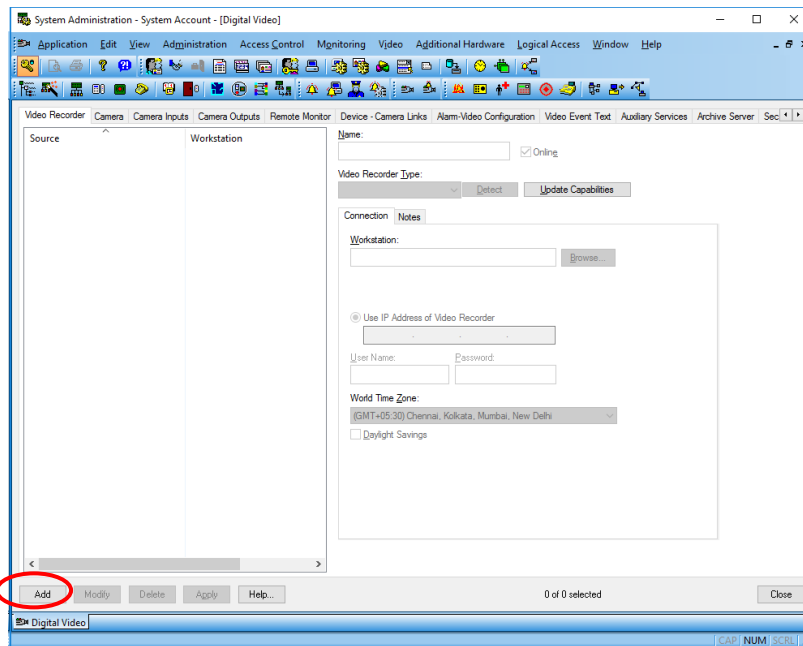 System Administration - System Account - [Digital Video]
Application Edit View Administration Access Control Monitoring Video Additional Hardware Logical Access Window Help
Video Recorder Camera Camera Inputs Camera Outputs Remote Monitor Device - Camera Links Alarm-Video Configuration Video Event Text Auxiliary Services Archive Server Sec
Source Workstation
Name:
Online
Video Recorder Type:
Detect Update Capabilities
Connection Notes
Workstation:
Browse...
Use IP Address of Video Recorder
. . .
User Name: Password:
World Time Zone:
(GMT+05:30) Chennai, Kolkata, Mumbai, New Delhi
Daylight Savings
Add Modify Delete Apply Help... 0 of 0 selected Close
Digital Video
CAP NUM SCRL